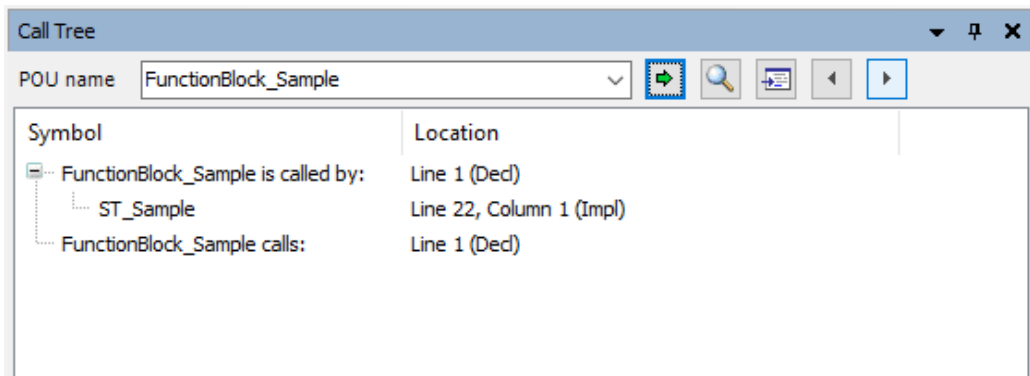 Call Tree
POU name FunctionBlock_Sample
Symbol Location
FunctionBlock_Sample is called by: Line 1 (Decl)
ST_Sample Line 22, Column 1 (Impl)
FunctionBlock_Sample calls: Line 1 (Decl)